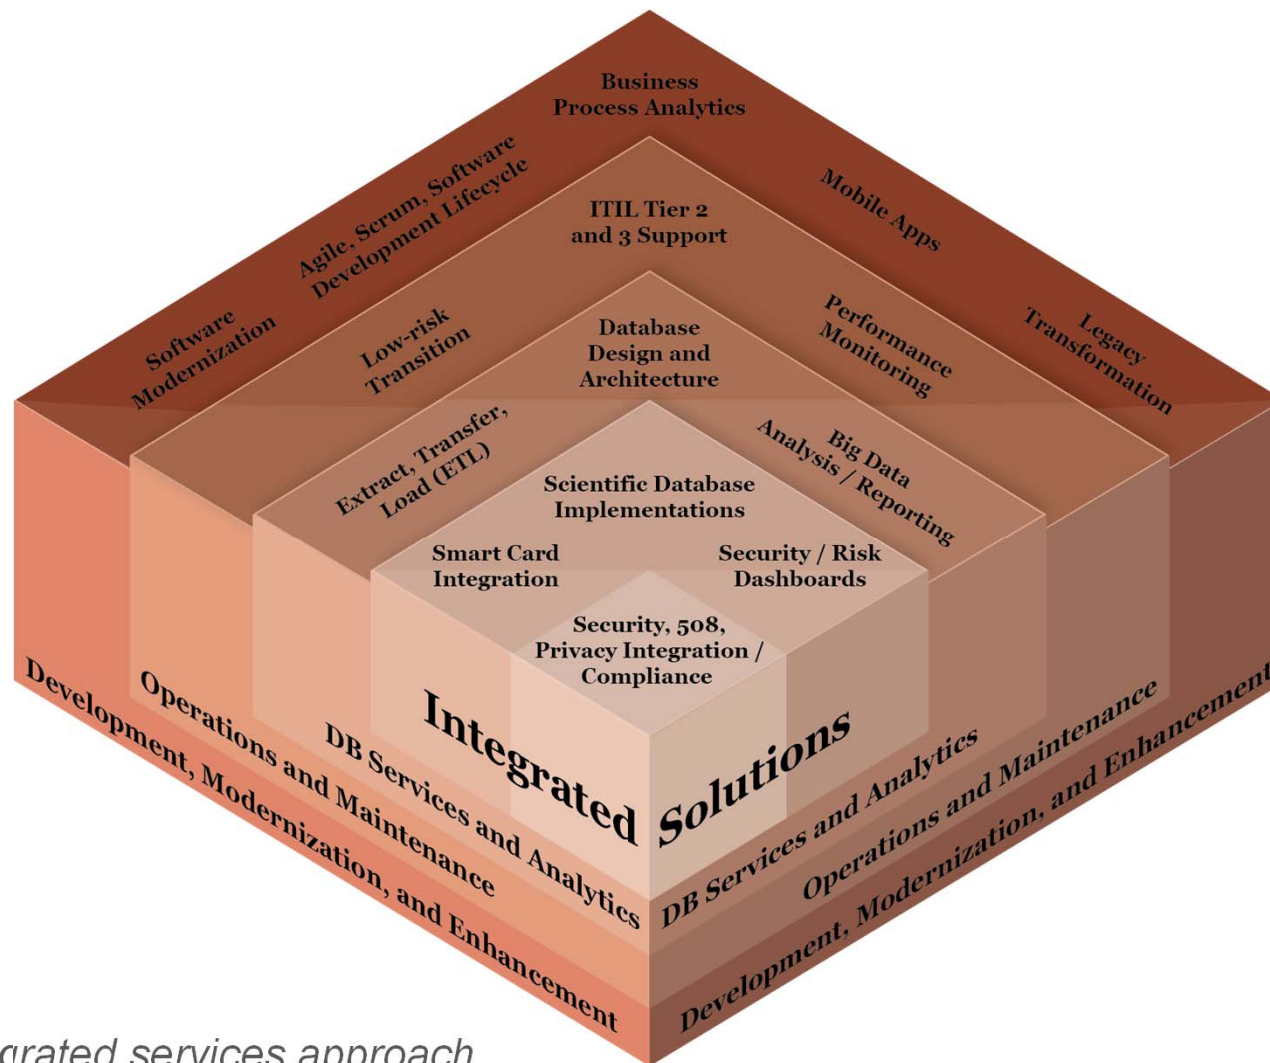 Business
Process Analytics
Agile, Scrum, Software
Development Lifecycle
Mobile Apps
Software
Modernization
Legacy
Transformation
ITIL Tier 2
and 3 Support
Low-risk
Transition
Performance
Monitoring
Database
Design and
Architecture
Extract, Transfer,
Load (ETL)
Big Data
Analysis / Reporting
Scientific Database
Implementations
Smart Card
Integration
Security / Risk
Dashboards
Security, 508,
Privacy Integration /
Compliance
Integrated
Solutions
DB Services and Analytics
DB Services and Analytics
Operations and Maintenance
Operations and Maintenance
Development, Modernization, and Enhancement
Development, Modernization, and Enhancement
services approach